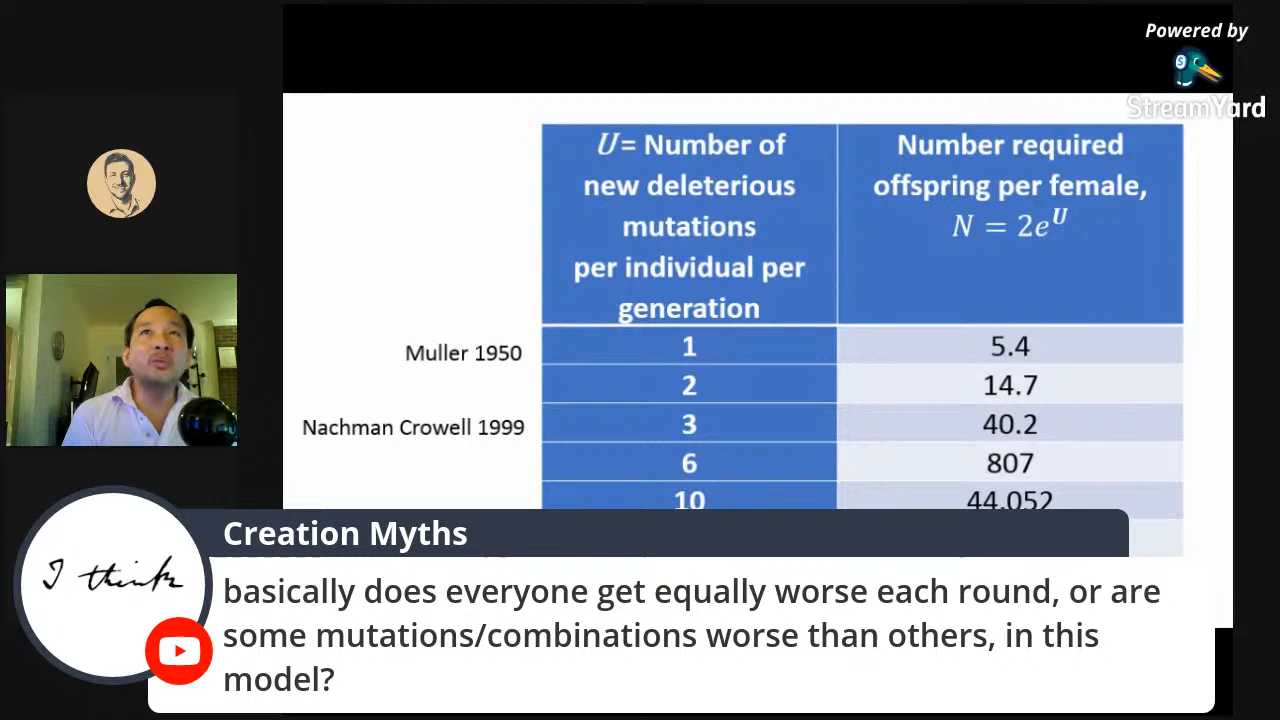 Powered by
StreamYard
U= Number of
new deleterious
mutations
per individual per
generation
Number required
offspring per female,
N = 2e^U
Muller 1950
1
5.4
2
14.7
Nachman Crowell 1999
3
40.2
6
807
10
44,052
Creation Myths
I think
basically does everyone get equally worse each round, or are
some mutations/combinations worse than others, in this
model?